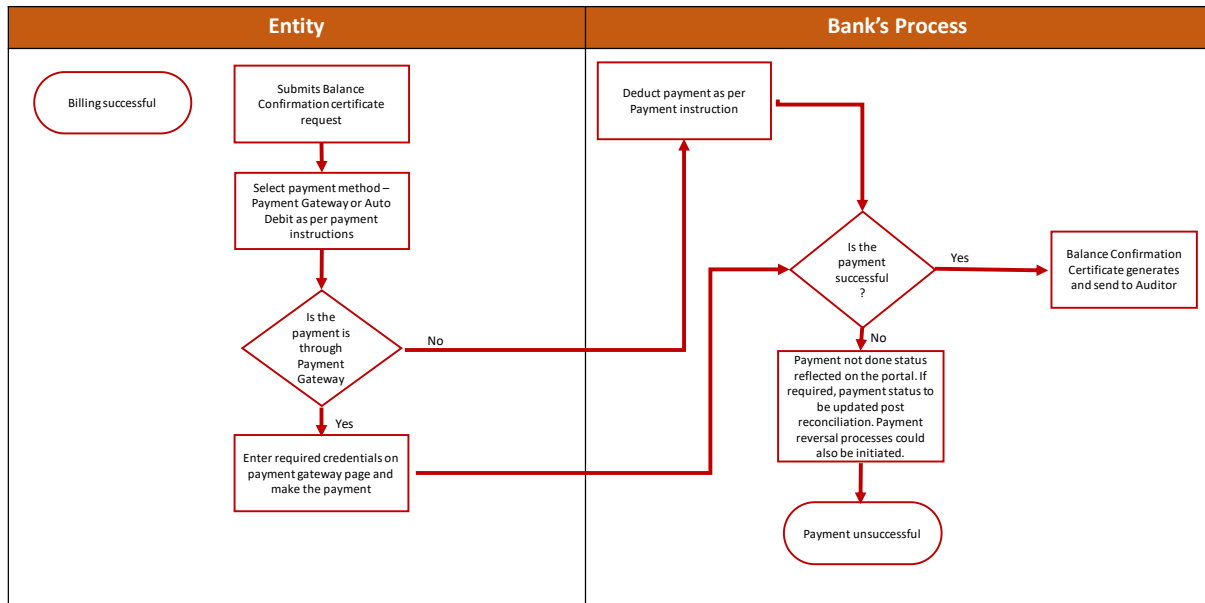 Entity
Bank's Process
Billing successful
Submits Balance
Confirmation certificate
request
Select payment method –
Payment Gateway or Auto
Debit as per payment
instructions
Is the
payment is
through
Payment
Gateway
No
Yes
Enter required credentials on
payment gateway page and
make the payment
Deduct payment as per
Payment instruction
Is the
payment
successful
?
Yes
Balance Confirmation
Certificate generates
and send to Auditor
No
Payment not done status
reflected on the portal. If
required, payment status to
be updated post
reconciliation. Payment
reversal processes could
also be initiated.
Payment unsuccessful